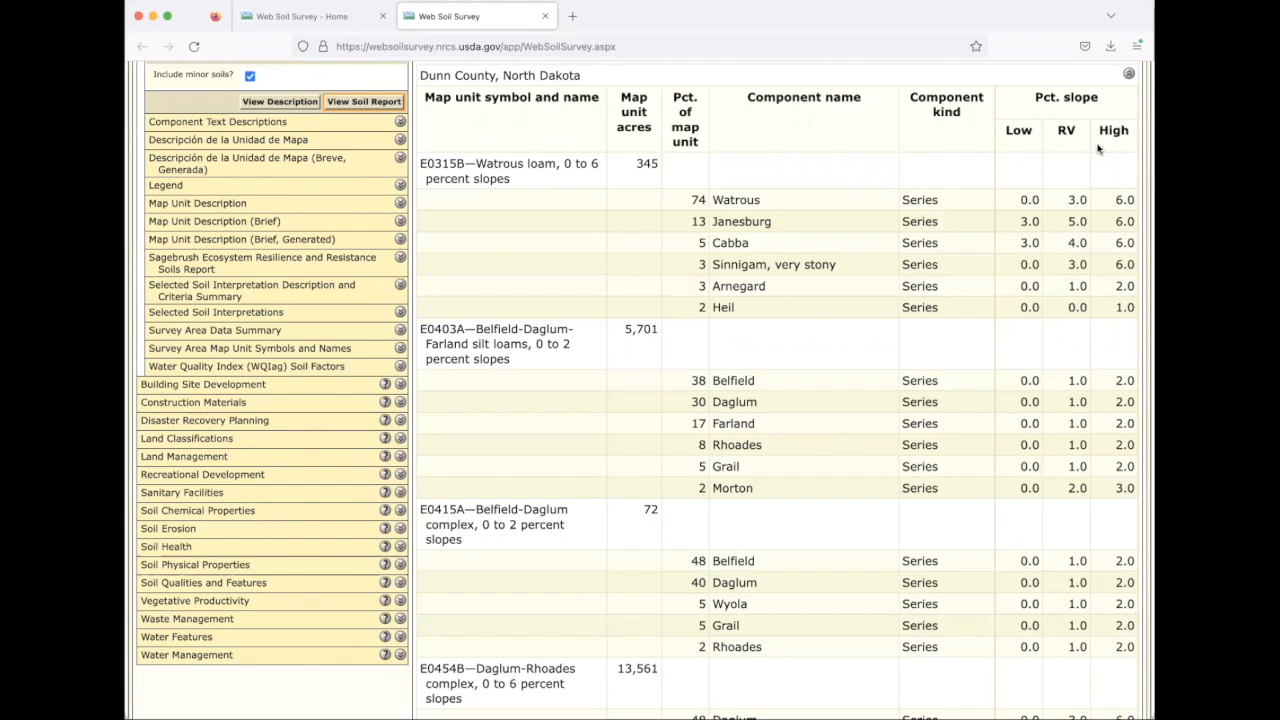 Web Soil Survey - Home
Web Soil Survey
https://websoilsurvey.nrcs.usda.gov/app/WebSoilSurvey.aspx
Include minor soils?
View Description View Soil Report
Component Text Descriptions
Descripción de la Unidad de Mapa
Descripción de la Unidad de Mapa (Breve,
Generada)
Legend
Map Unit Description
Map Unit Description (Brief)
Map Unit Description (Brief, Generated)
Sagebrush Ecosystem Resilience and Resistance
Soils Report
Selected Soil Interpretation Description and
Criteria Summary
Selected Soil Interpretations
Survey Area Data Summary
Survey Area Map Unit Symbols and Names
Water Quality Index (WQIag) Soil Factors
Building Site Development
Construction Materials
Disaster Recovery Planning
Land Classifications
Land Management
Recreational Development
Sanitary Facilities
Soil Chemical Properties
Soil Erosion
Soil Health
Soil Physical Properties
Soil Qualities and Features
Vegetative Productivity
Waste Management
Water Features
Water Management
Dunn County, North Dakota
Map unit symbol and name
Map
unit
acres
Pct.
of
map
unit
Component name
Component
kind
Pct. slope
Low RV High
E0315B—Watrous loam, 0 to 6 345
percent slopes
74 Watrous Series 0.0 3.0 6.0
13 Janesburg Series 3.0 5.0 6.0
5 Cabba Series 3.0 4.0 6.0
3 Sinnigam, very stony Series 0.0 3.0 6.0
3 Arnegard Series 0.0 1.0 2.0
2 Heil Series 0.0 0.0 1.0
E0403A—Belfield-Daglum- 5,701
Farland silt loams, 0 to 2
percent slopes
38 Belfield Series 0.0 1.0 2.0
30 Daglum Series 0.0 1.0 2.0
17 Farland Series 0.0 1.0 2.0
8 Rhoades Series 0.0 1.0 2.0
5 Grail Series 0.0 1.0 2.0
2 Morton Series 0.0 2.0 3.0
E0415A—Belfield-Daglum 72
complex, 0 to 2 percent
slopes
48 Belfield Series 0.0 1.0 2.0
40 Daglum Series 0.0 1.0 2.0
5 Wyola Series 0.0 1.0 2.0
5 Grail Series 0.0 1.0 2.0
2 Rhoades Series 0.0 1.0 2.0
E0454B—Daglum-Rhoades 13,561
complex, 0 to 6 percent
slopes